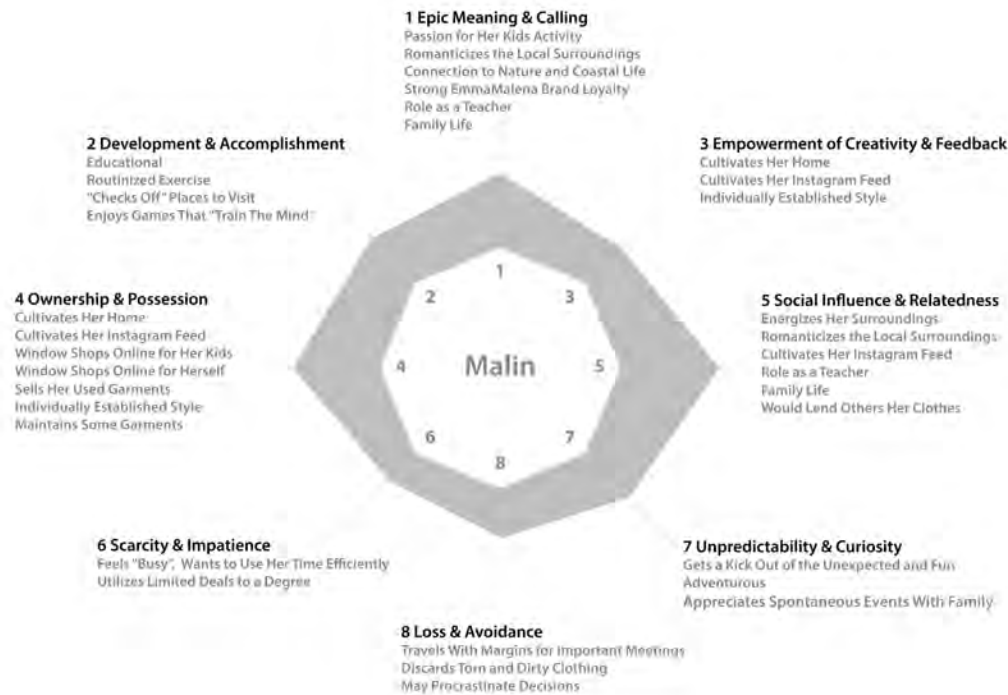 1 Epic Meaning & Calling
Passion for Her Kids Activity
Romanticizes the Local Surroundings
Connection to Nature and Coastal Life
Strong EmmaMalena Brand Loyalty
Role as a Teacher
Family Life
2 Development & Accomplishment
Educational
Routinized Exercise
"Checks Off" Places to Visit
Enjoys Games That "Train The Mind"
3 Empowerment of Creativity & Feedback
Cultivates Her Home
Cultivates Her Instagram Feed
Individually Established Style
4 Ownership & Possession
Cultivates Her Home
Cultivates Her Instagram Feed
Window Shops Online for Her Kids
Window Shops Online for Herself
Sells Her Used Garments
Individually Established Style
Maintains Some Garments
1
2
3
4
Malin
5
6
7
8
5 Social Influence & Relatedness
Energizes Her Surroundings
Romanticizes the Local Surroundings
Cultivates Her Instagram Feed
Role as a Teacher
Family Life
Would Lend Others Her Clothes
6 Scarcity & Impatience
Feels "Busy", Wants to Use Her Time Efficiently
Utilizes Limited Deals to a Degree
7 Unpredictability & Curiosity
Gets a Kick Out of the Unexpected and Fun
Adventurous
Appreciates Spontaneous Events With Family
8 Loss & Avoidance
Travels With Margins for Important Meetings
Discards Torn and Dirty Clothing
May Procrastinate Decisions